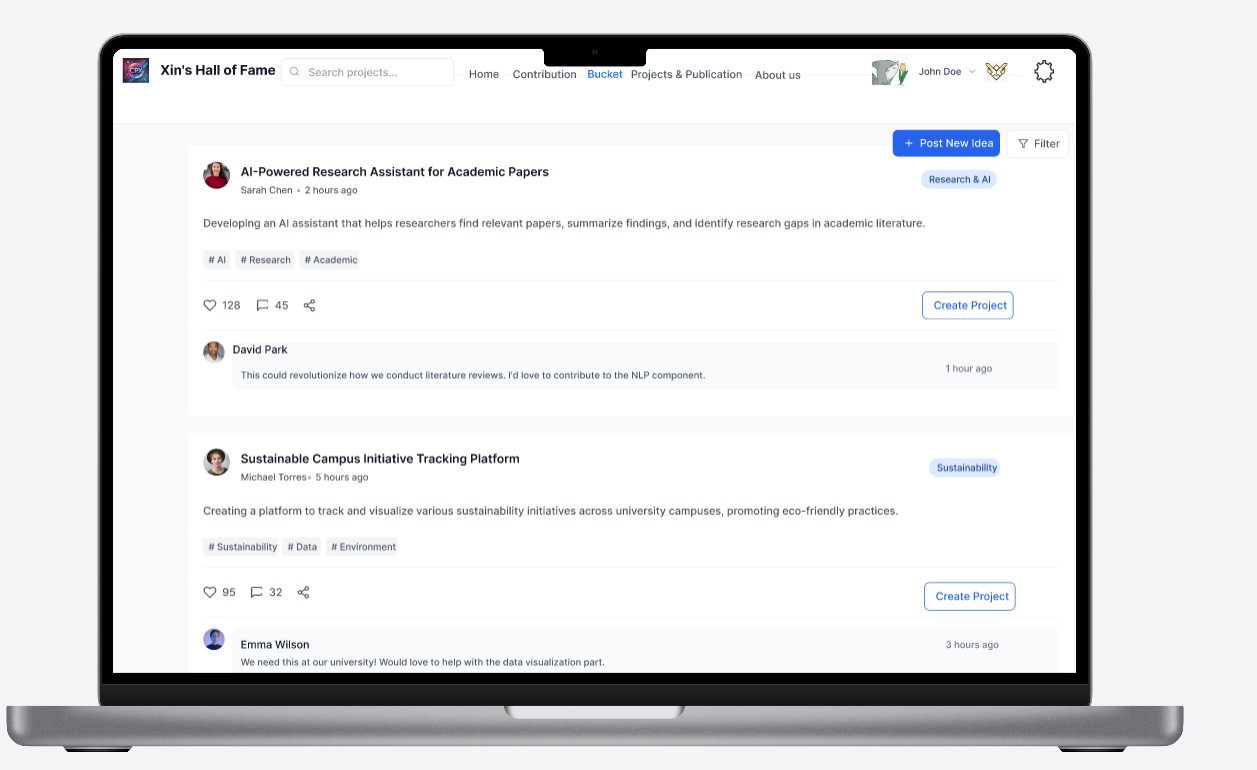 CPX
Xin's Hall of Fame
Search projects...
Home Contribution Bucket Projects & Publication About us
John Doe
+ Post New Idea
Filter
AI-Powered Research Assistant for Academic Papers
Sarah Chen • 2 hours ago
Research & AI
Developing an AI assistant that helps researchers find relevant papers, summarize findings, and identify research gaps in academic literature.
# AI # Research # Academic
128 45
Create Project
David Park
This could revolutionize how we conduct literature reviews. I'd love to contribute to the NLP component.
1 hour ago
Sustainable Campus Initiative Tracking Platform
Michael Torres• 5 hours ago
Sustainability
Creating a platform to track and visualize various sustainability initiatives across university campuses, promoting eco-friendly practices.
# Sustainability # Data # Environment
95 32
Create Project
Emma Wilson
3 hours ago
We need this at our university! Would love to help with the data visualization part.